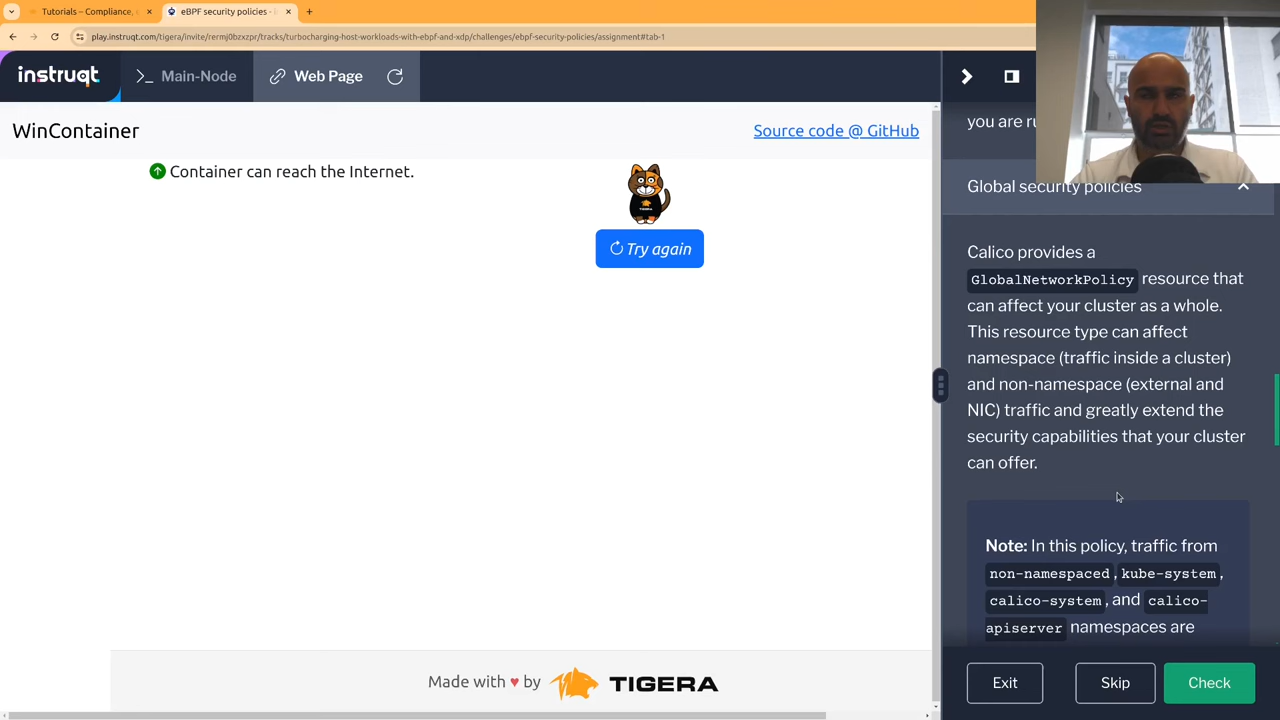 Tutorials – Compliance,
eBPF security policies -
play.instruqt.com/tigera/invite/rermj0bzxzpr/tracks/turbocharging-host-workloads-with-ebpf-and-xdp/challenges/ebpf-security-policies/assignment#tab-1
instruqt
Main-Node
Web Page
WinContainer
Source code @ GitHub
Container can reach the Internet.
TIGERA
Try again
Made with ♥ by TIGERA
you are ru
Global security policies
Calico provides a
GlobalNetworkPolicy resource that
can affect your cluster as a whole.
This resource type can affect
namespace (traffic inside a cluster)
and non-namespace (external and
NIC) traffic and greatly extend the
security capabilities that your cluster
can offer.
Note: In this policy, traffic from
non-namespaced, kube-system,
calico-system, and calico-
apiserver namespaces are
Exit
Skip
Check